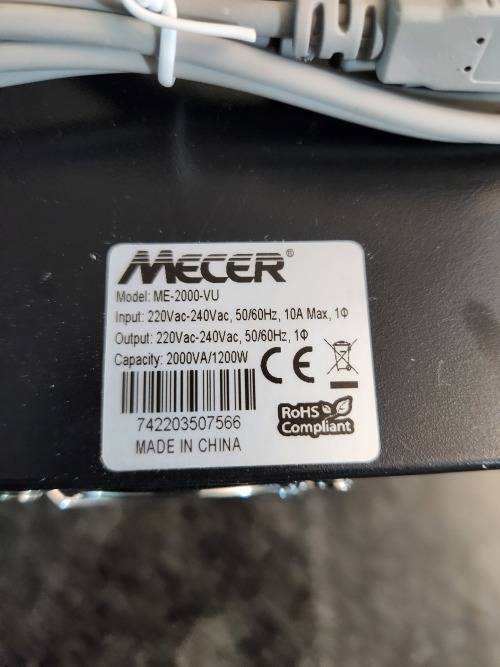 MECER®
Model: ME-2000-VU
Input: 220Vac-240Vac, 50/60Hz, 10A Max, 1Φ
Output: 220Vac-240Vac, 50/60Hz, 1Φ
Capacity: 2000VA/1200W
CE
742203507566
RoHS
Compliant
MADE IN CHINA